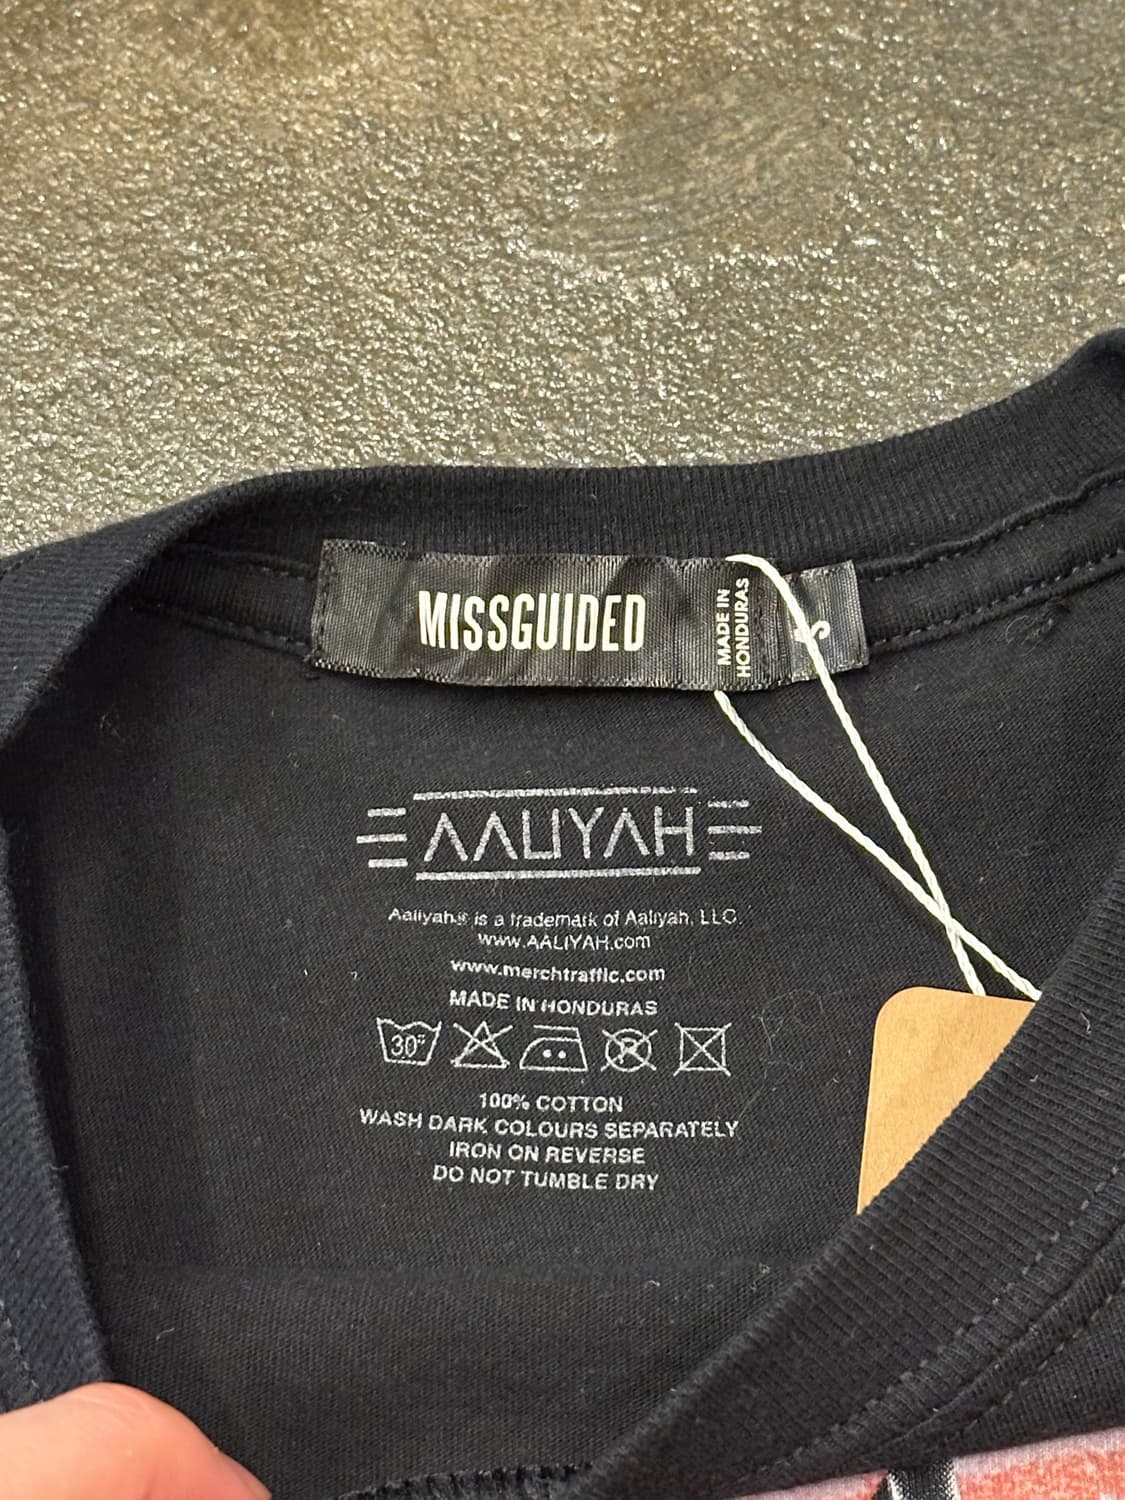 MISSGUIDED
MADE IN
HONDURAS
S
AALIYAH
Aaliyah® is a trademark of Aaliyah, LLC.
www.AALIYAH.com
www.merchtraffic.com
MADE IN HONDURAS
30°
P
100% COTTON
WASH DARK COLOURS SEPARATELY
IRON ON REVERSE
DO NOT TUMBLE DRY